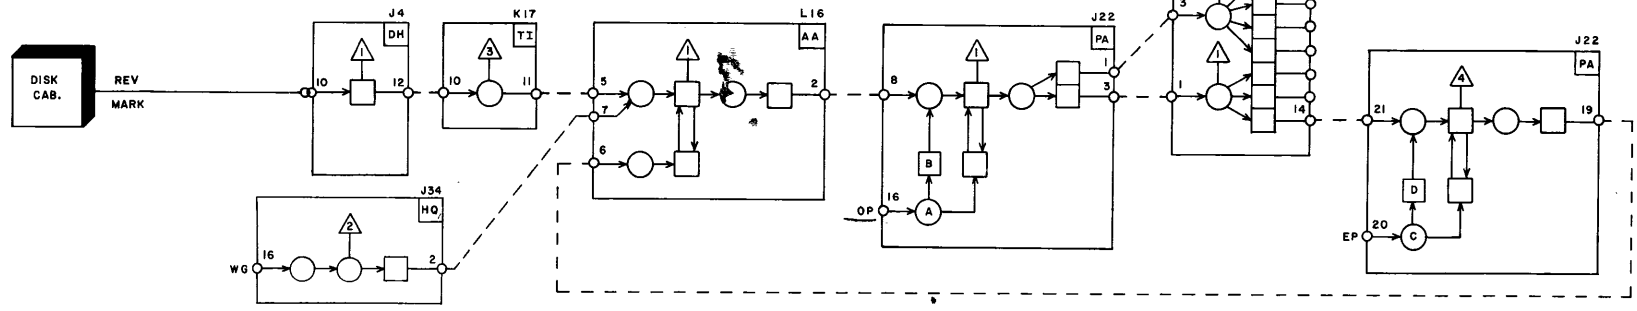 DISK
CAB.
REV
MARK
J4
DH
1
10
12
K17
TI
3
10
11
L16
AA
1
5
7
6
2
J22
PA
1
8
B
16
A
OP
1
3
3
1
1
14
J22
PA
4
21
19
D
20
C
EP
J34
HQ
2
WG
16
2